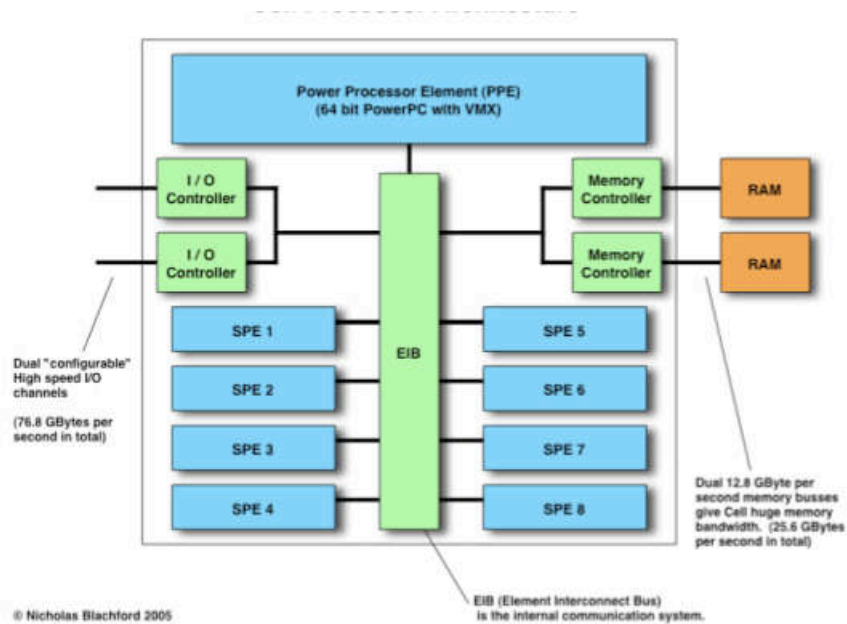 Power Processor Element (PPE)
(64 bit PowerPC with VMX)
I / O
Controller
I / O
Controller
Memory
Controller
Memory
Controller
RAM
RAM
EIB
SPE 1
SPE 2
SPE 3
SPE 4
SPE 5
SPE 6
SPE 7
SPE 8
Dual "configurable"
High speed I/O
channels
(76.8 GBytes per
second in total)
Dual 12.8 GByte per
second memory busses
give Cell huge memory
bandwidth. (25.6 GBytes
per second in total)
EIB (Element Interconnect Bus)
is the internal communication system.
© Nicholas Blachford 2005